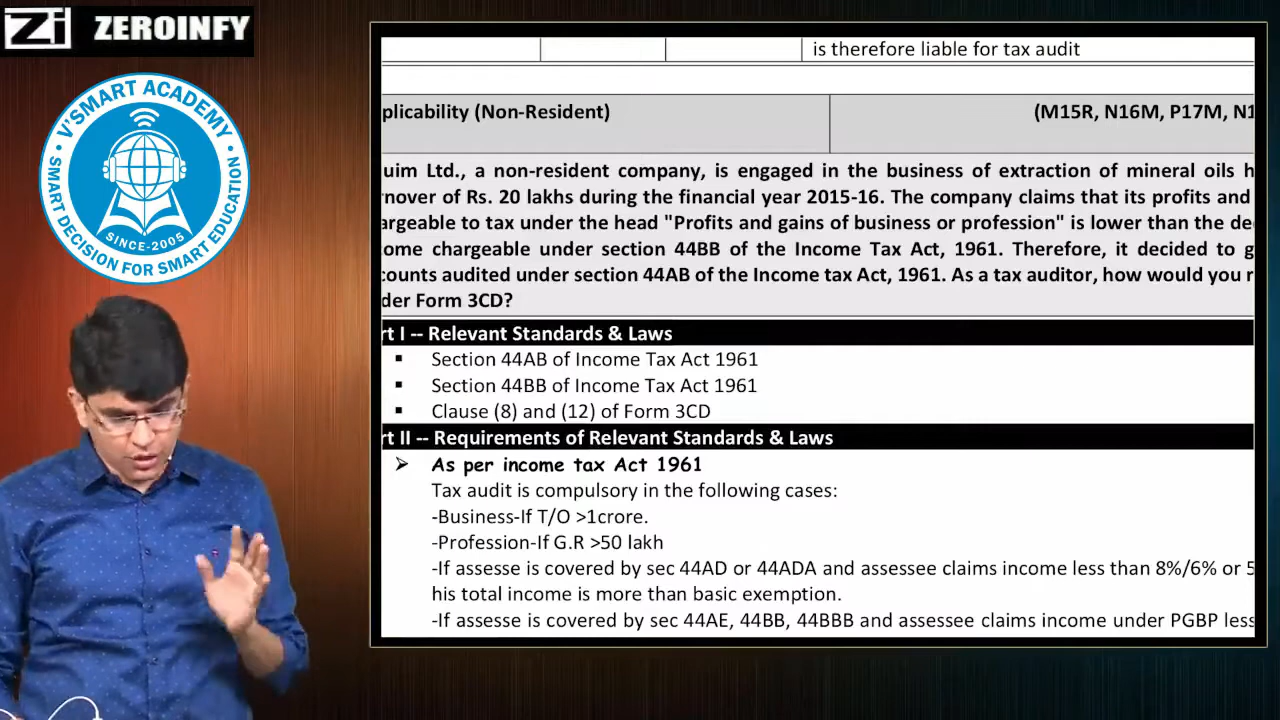 Zi ZEROINFY
V'SMART ACADEMY
SMART DECISION FOR SMART EDUCATION
SINCE-2005
is therefore liable for tax audit
plicability (Non-Resident) (M15R, N16M, P17M, N1
uim Ltd., a non-resident company, is engaged in the business of extraction of mineral oils h
rnover of Rs. 20 lakhs during the financial year 2015-16. The company claims that its profits and
argeable to tax under the head "Profits and gains of business or profession" is lower than the de
ome chargeable under section 44BB of the Income Tax Act, 1961. Therefore, it decided to g
counts audited under section 44AB of the Income tax Act, 1961. As a tax auditor, how would you r
der Form 3CD?
rt I -- Relevant Standards & Laws
▪ Section 44AB of Income Tax Act 1961
▪ Section 44BB of Income Tax Act 1961
▪ Clause (8) and (12) of Form 3CD
rt II -- Requirements of Relevant Standards & Laws
➢ As per income tax Act 1961
Tax audit is compulsory in the following cases:
-Business-If T/O >1crore.
-Profession-If G.R >50 lakh
-If assesse is covered by sec 44AD or 44ADA and assessee claims income less than 8%/6% or 5
his total income is more than basic exemption.
-If assesse is covered by sec 44AE, 44BB, 44BBB and assessee claims income under PGBP less